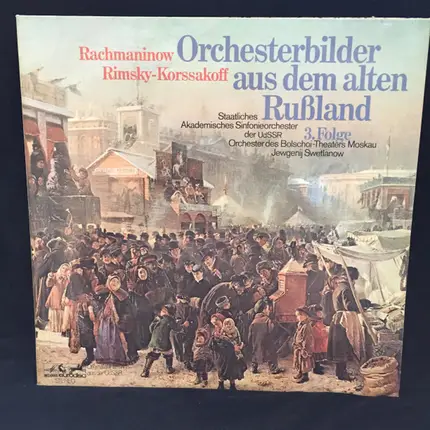 Rachmaninow
Rimsky-Korssakoff
Orchesterbilder
aus dem alten
Rußland
3. Folge
Staatliches
Akademisches Sinfonieorchester
der UdSSR
Orchester des Bolschoi-Theaters Moskau
Jewgenij Swetlanow
eurodisc